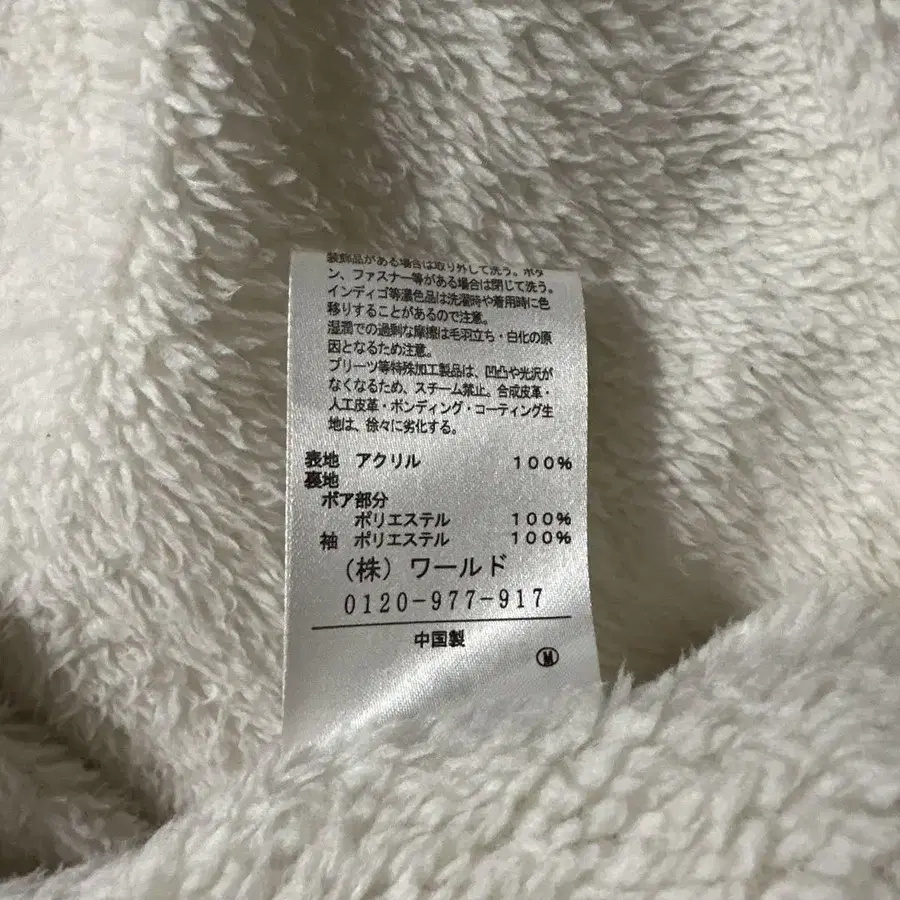 装飾品がある場合は取り外して洗う。ボタ
ン、ファスナー等がある場合は閉じて洗う。
インディゴ等濃色品は洗濯時や着用時に色
移りすることがあるので注意。
湿潤での過剰な摩擦は毛羽立ち・白化の原
因となるため注意。
プリーツ等特殊加工製品は、凹凸や光沢が
なくなるため、スチーム禁止。合成皮革・
人工皮革・ボンディング・コーティング生
地は、徐々に劣化する。
表地 アクリル 100%
裏地
ボア部分
ポリエステル 100%
袖 ポリエステル 100%
(株) ワールド
0120-977-917
中国製
Ⓜ